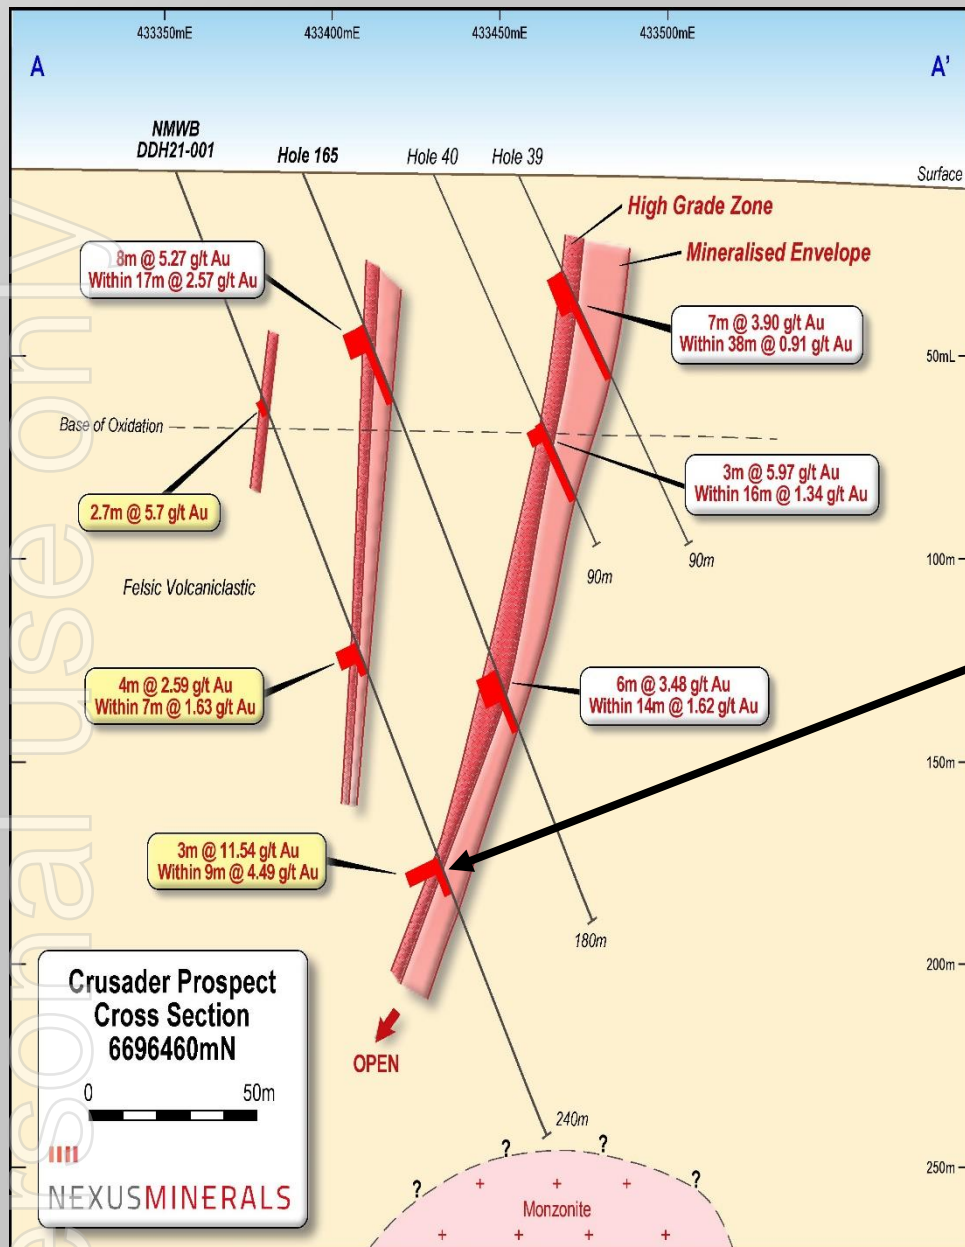 433350mE
433400mE
433450mE
433500mE
A
A'
NMWB
DDH21-001
Hole 165
Hole 40
Hole 39
Surface
High Grade Zone
Mineralised Envelope
8m @ 5.27 g/t Au
Within 17m @ 2.57 g/t Au
7m @ 3.90 g/t Au
Within 38m @ 0.91 g/t Au
50mL
Base of Oxidation
3m @ 5.97 g/t Au
Within 16m @ 1.34 g/t Au
2.7m @ 5.7 g/t Au
90m
90m
100m
Felsic Volcaniclastic
4m @ 2.59 g/t Au
Within 7m @ 1.63 g/t Au
6m @ 3.48 g/t Au
Within 14m @ 1.62 g/t Au
150m
3m @ 11.54 g/t Au
Within 9m @ 4.49 g/t Au
180m
200m
OPEN
Crusader Prospect
Cross Section
6696460mN
0
50m
NEXUSMINERALS
240m
?
?
?
?
250m
Monzonite
ersonal use only